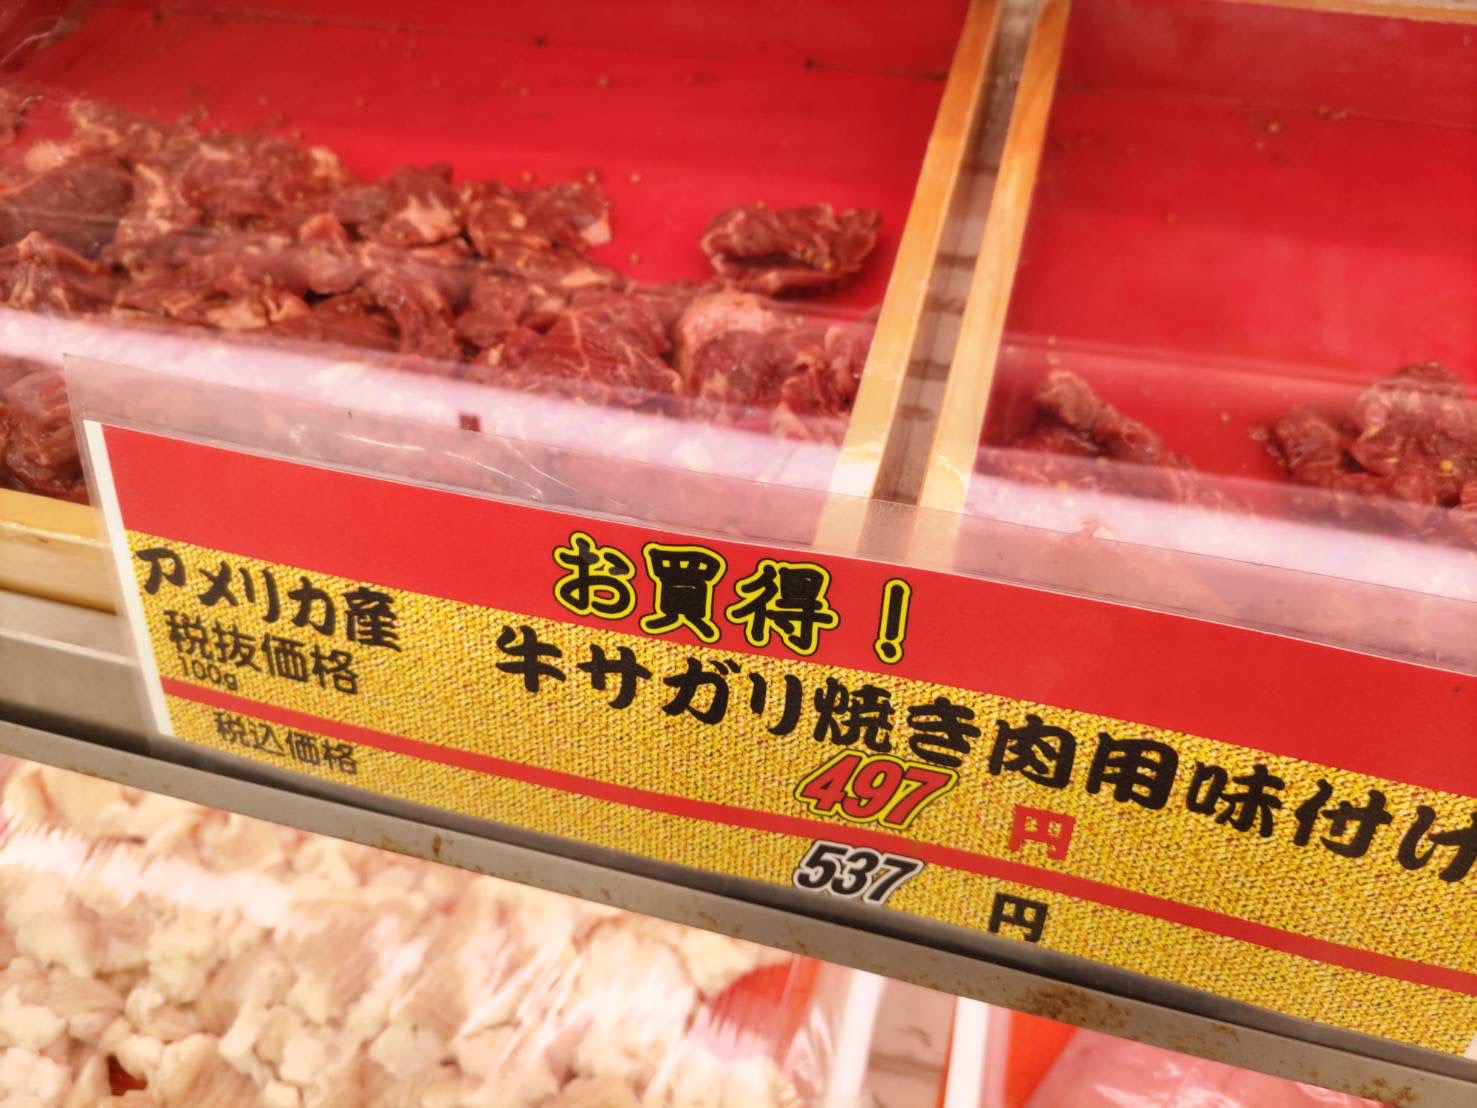 お買得！
アメリカ産
牛サガリ焼き肉用味付け
税抜価格
100g
497 円
税込価格
537 円